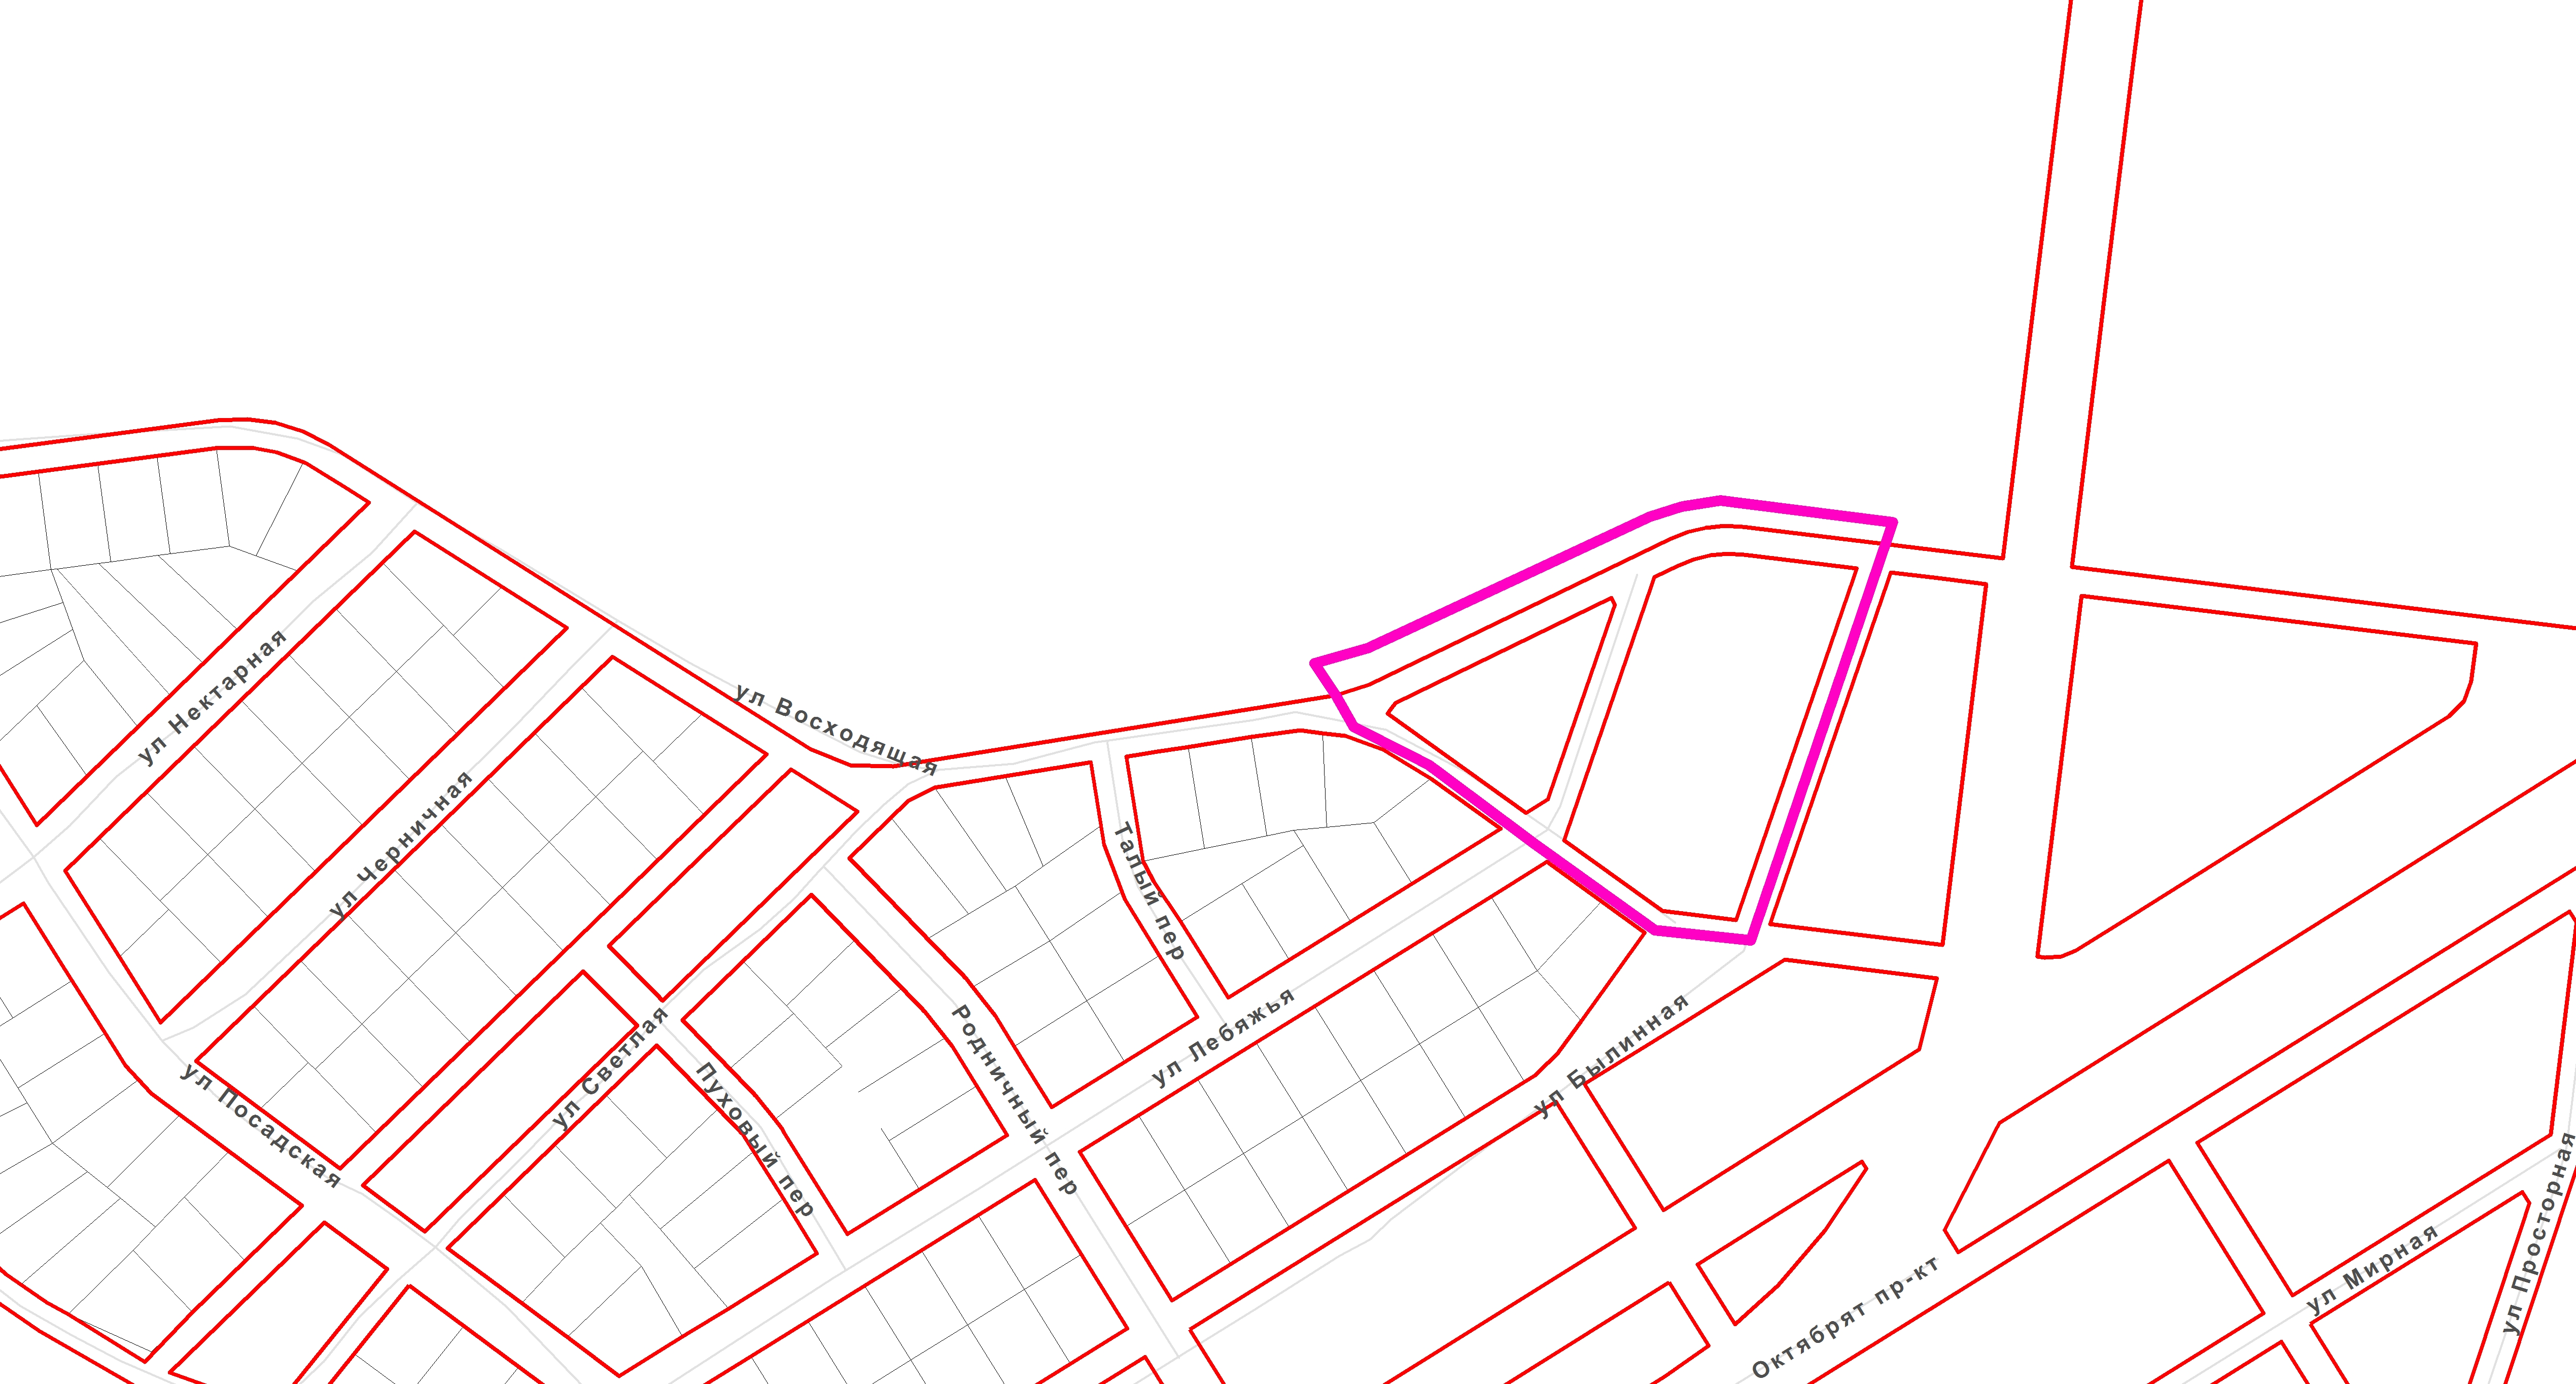 ул Нектарная
ул Восходящая
ул Черничная
Талый пер
ул Лебяжья
ул Былинная
Родничный пер
ул Светлая
Пуховый пер
ул Посадская
Октябрят пр-кт
ул Мирная
ул Просторная